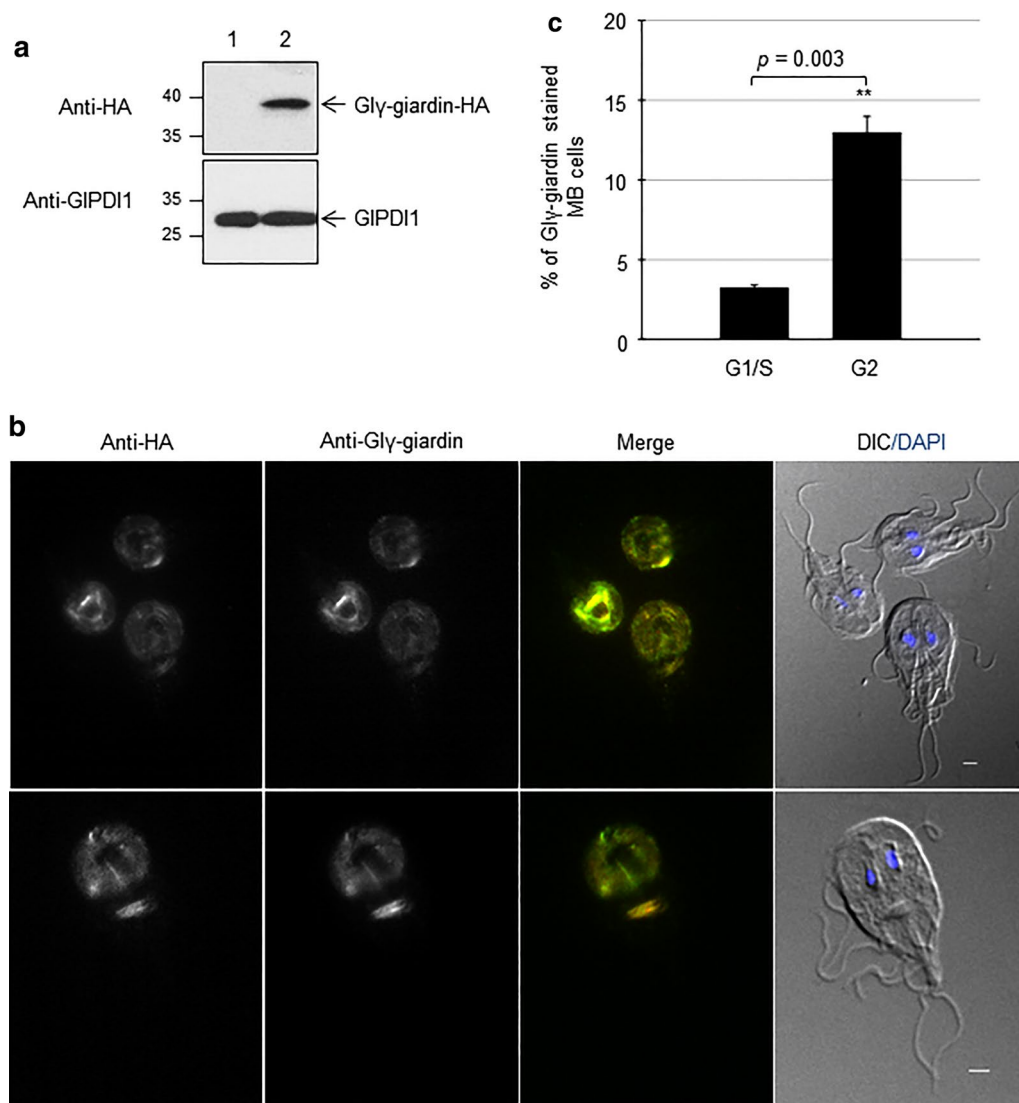 a
1 2
Anti-HA
40
35
Glγ-giardin-HA
Anti-GlPDI1
35
25
GlPDI1
c
% of Glγ-giardin stained
MB cells
20
15
10
5
0
p = 0.003
**
G1/S G2
b
Anti-HA Anti-Glγ-giardin Merge DIC/DAPI